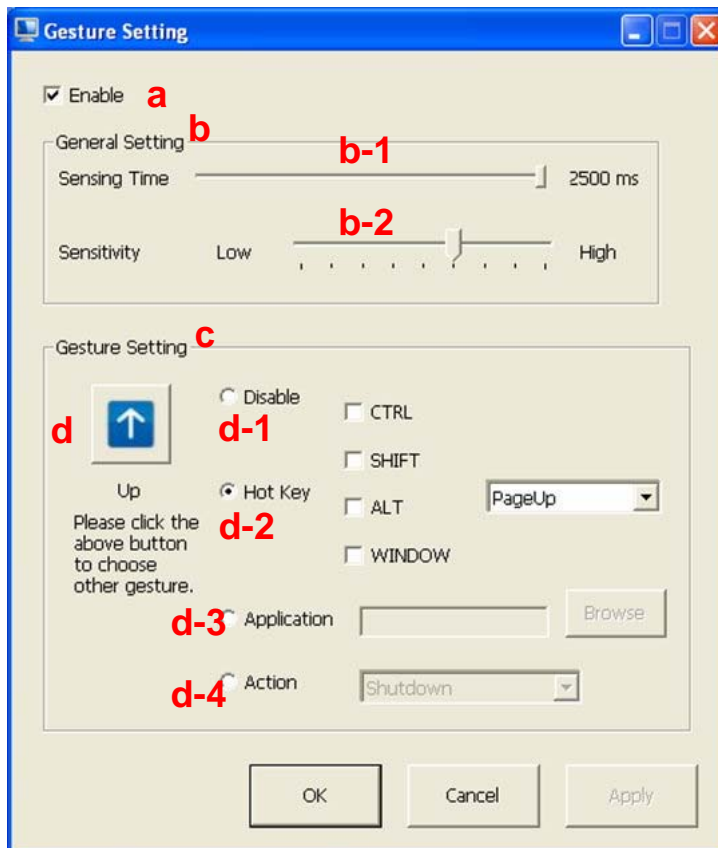 Gesture Setting
Enable a
General Setting b
b-1
Sensing Time 2500 ms
b-2
Sensitivity Low High
Gesture Setting c
Disable
d d-1 CTRL
SHIFT
Up Hot Key PageUp
d-2 ALT
Please click the
above button
to choose
other gesture.
WINDOW
d-3 Application Browse
d-4 Action Shutdown
OK Cancel Apply